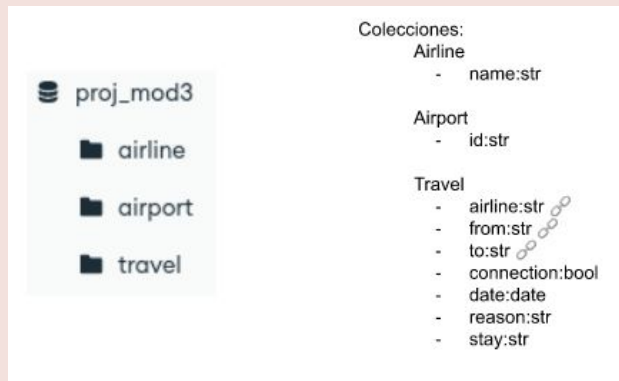 proj_mod3
airline
airport
travel
Colecciones:
Airline
- name:str
Airport
- id:str
Travel
- airline:str
- from:str
- to:str
- connection:bool
- date:date
- reason:str
- stay:str